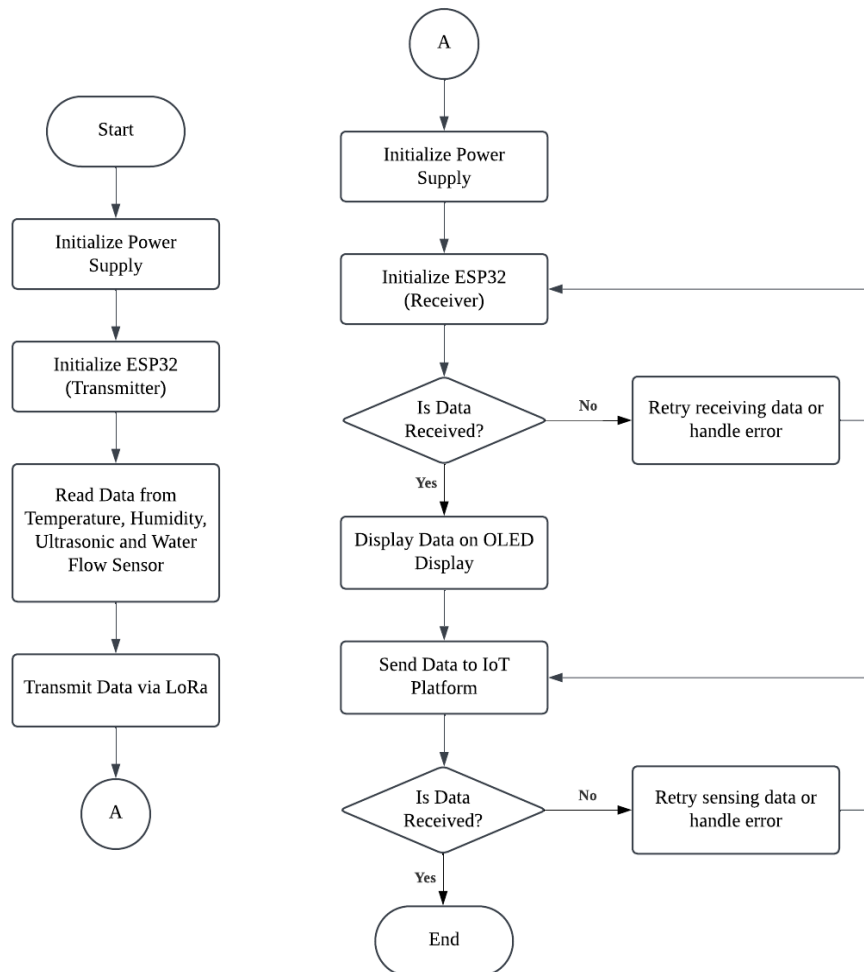 Start
Initialize Power
Supply
Initialize ESP32
(Transmitter)
Read Data from
Temperature, Humidity,
Ultrasonic and Water
Flow Sensor
Transmit Data via LoRa
A
A
Initialize Power
Supply
Initialize ESP32
(Receiver)
Is Data
Received?
No
Retry receiving data or
handle error
Yes
Display Data on OLED
Display
Send Data to IoT
Platform
Is Data
Received?
No
Retry sensing data or
handle error
Yes
End